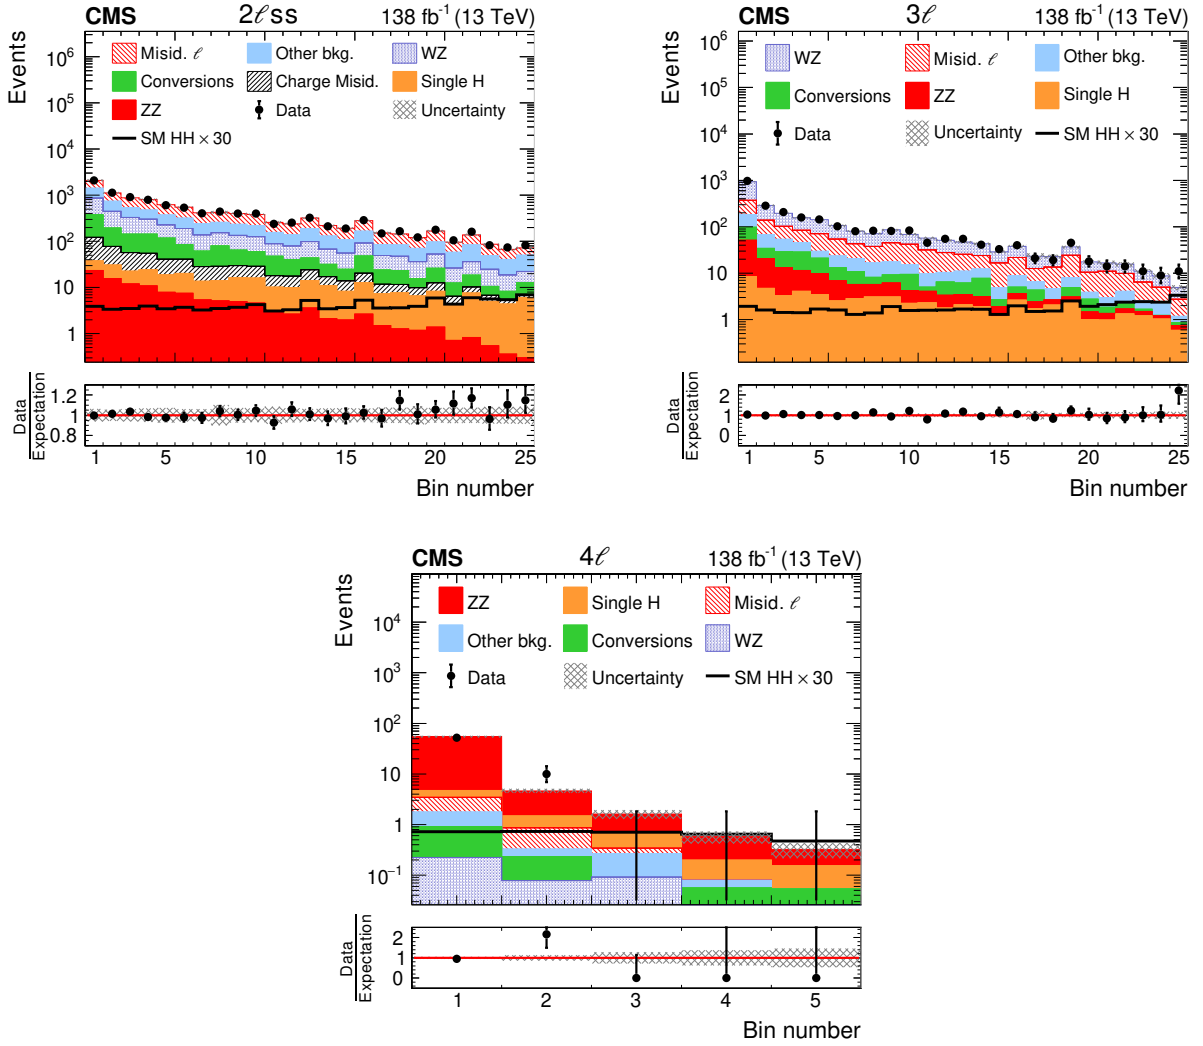 CMS 2ℓss 138 fb⁻¹ (13 TeV)
Events
Misid. ℓ Other bkg. WZ
Conversions Charge Misid. Single H
ZZ Data Uncertainty
SM HH × 30
10⁶
10⁵
10⁴
10³
10²
10
1
Data
Expectation
1.2
1
0.8
1 5 10 15 20 25
Bin number
CMS 3ℓ 138 fb⁻¹ (13 TeV)
Events
WZ Misid. ℓ Other bkg.
Conversions ZZ Single H
Data Uncertainty SM HH × 30
10⁶
10⁵
10⁴
10³
10²
10
1
Data
Expectation
2
1
0
1 5 10 15 20 25
Bin number
CMS 4ℓ 138 fb⁻¹ (13 TeV)
Events
ZZ Single H Misid. ℓ
Other bkg. Conversions WZ
Data Uncertainty SM HH × 30
10⁴
10³
10²
10
1
10⁻¹
Data
Expectation
2
1
0
1 2 3 4 5
Bin number